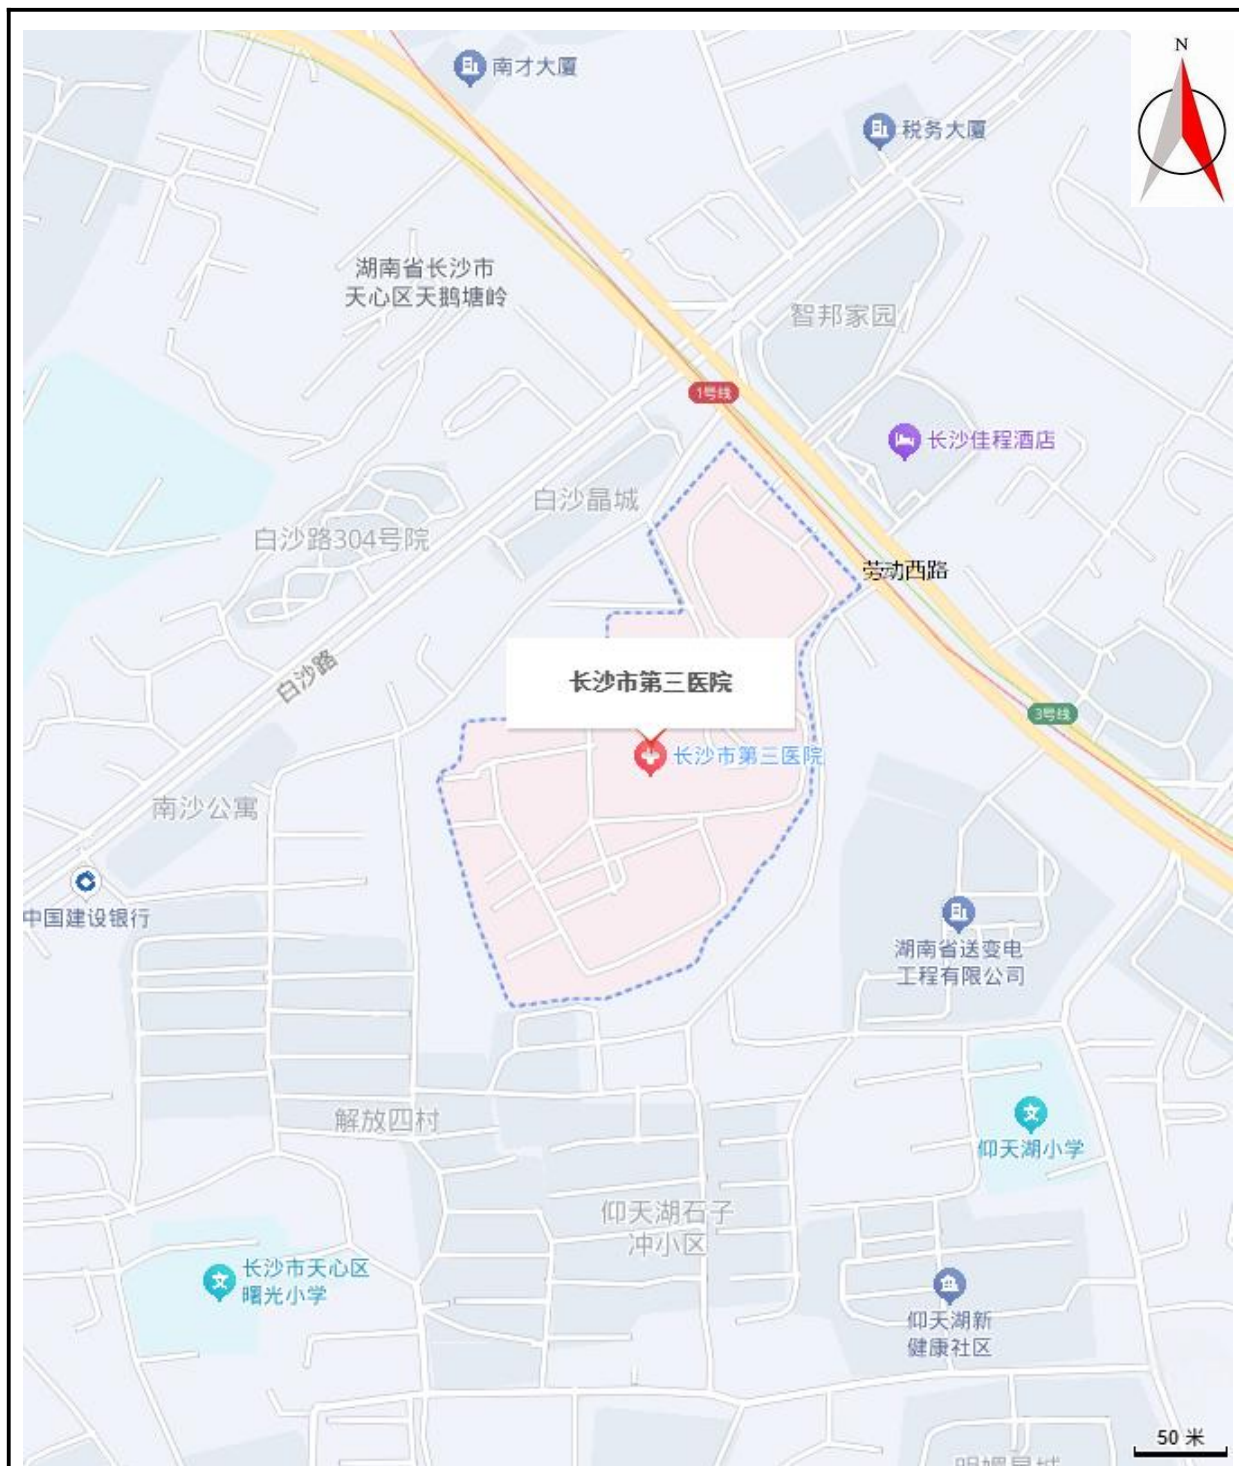 N
南才大厦
税务大厦
湖南省长沙市
天心区天鹅塘岭
智邦家园
1号线
长沙佳程酒店
白沙晶城
白沙路304号院
劳动西路
白沙路
长沙市第三医院
3号线
长沙市第三医院
南沙公寓
中国建设银行
湖南省送变电
工程有限公司
解放四村
文
仰天湖小学
仰天湖石子
冲小区
文
长沙市天心区
曙光小学
仰天湖新
健康社区
50 米